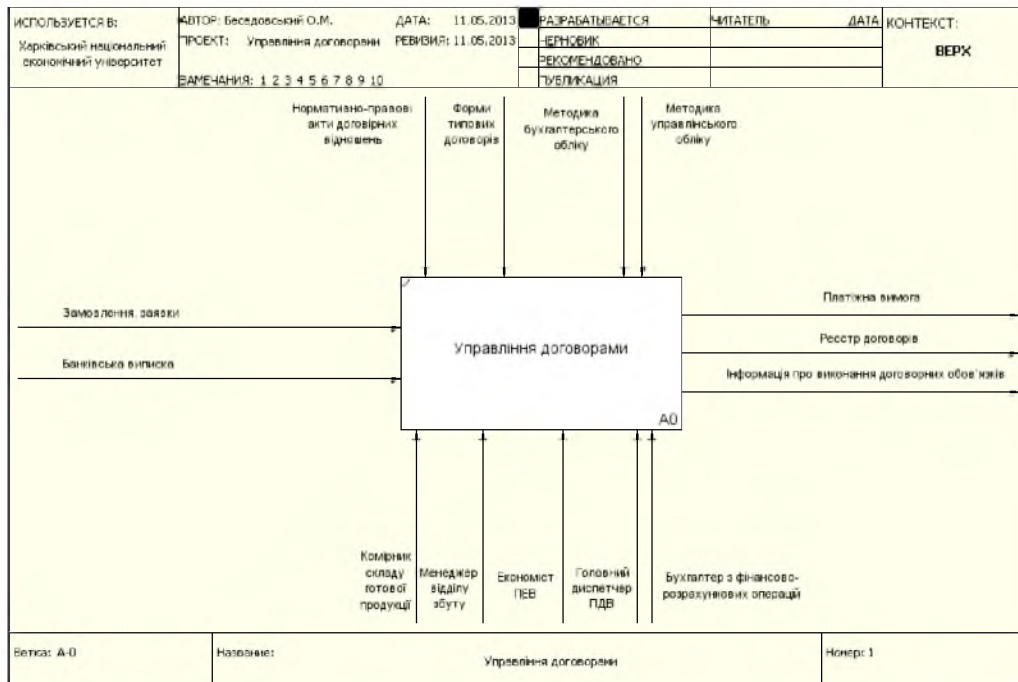 ИСПОЛЬЗУЕТСЯ В:
Харківський національний
економічний університет
АВТОР: Беседовський О.М.
ДАТА: 11.05.2013
ПРОЕКТ: Управління договорами
РЕВИЗИЯ: 11.05.2013
ЗАМЕЧАНИЯ: 1 2 3 4 5 6 7 8 9 10
РАЗРАБАТЫВАЕТСЯ
ЧЕРНОВИК
РЕКОМЕНДОВАНО
ПУБЛИКАЦИЯ
ЧИТАТЕЛЬ
ДАТА
КОНТЕКСТ:
ВЕРХ
Нормативно-правові
акти договірних
відношень
Форми
типових
договорів
Методика
бухгалтерського
обліку
Методика
управлінського
обліку
Замовлення, заявки
Банківська виписка
Управління договорами
A0
Платіжна вимога
Реєстр договорів
Інформація про виконання договорних обов'язків
Комірник
складу
готової
продукції
Менеджер
відділу
збуту
Економіст
ПЕВ
Головний
диспетчер
ПДВ
Бухгалтер з фінансово-
розрахункових операцій
Ветка: A-0
Название:
Управління договорами
Номер: 1